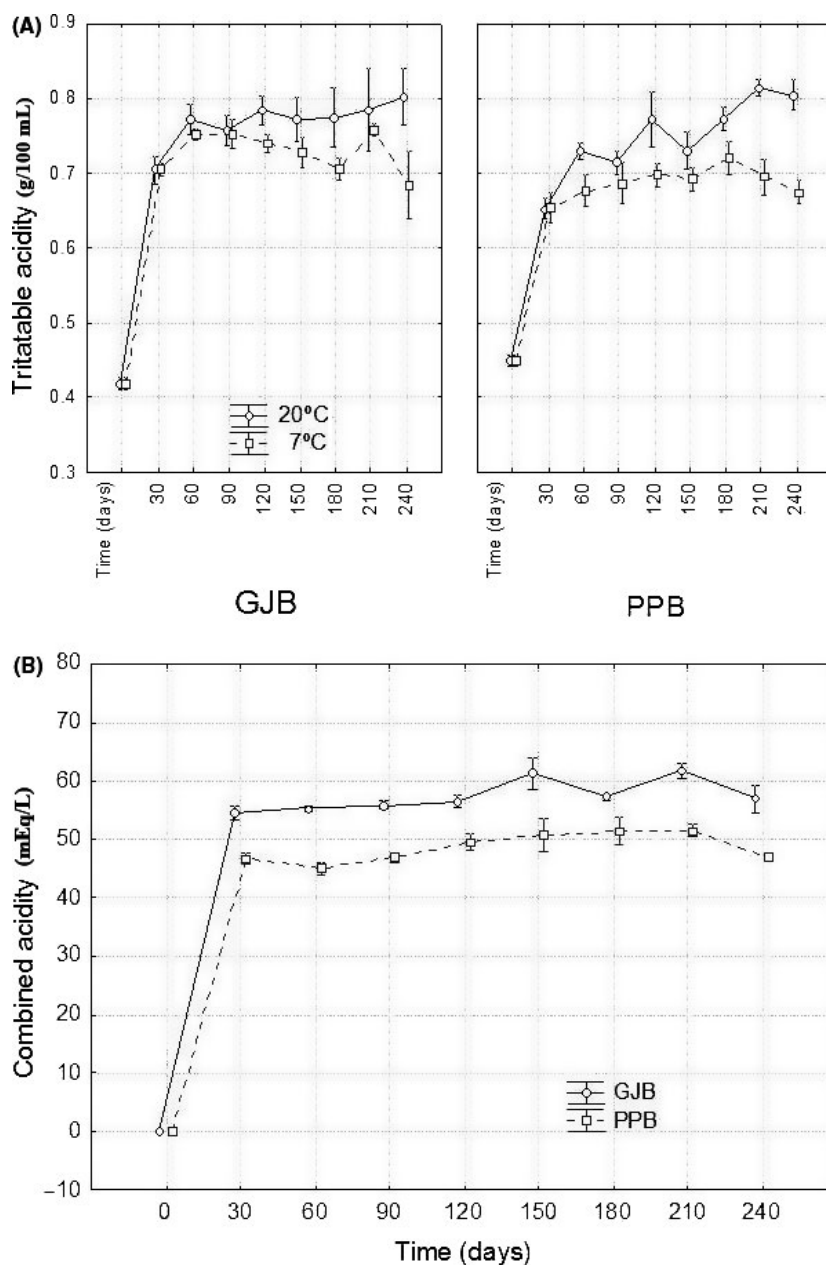 (A)
Tritatable acidity (g/100 mL)
0.9
0.8
0.7
0.6
0.5
0.4
0.3
20°C
7°C
Time (days)
30
60
90
120
150
180
210
240
Time (days)
30
60
90
120
150
180
210
240
GJB
PPB
(B)
Combined acidity (mEq/L)
80
70
60
50
40
30
20
10
0
−10
GJB
PPB
0 30 60 90 120 150 180 210 240
Time (days)